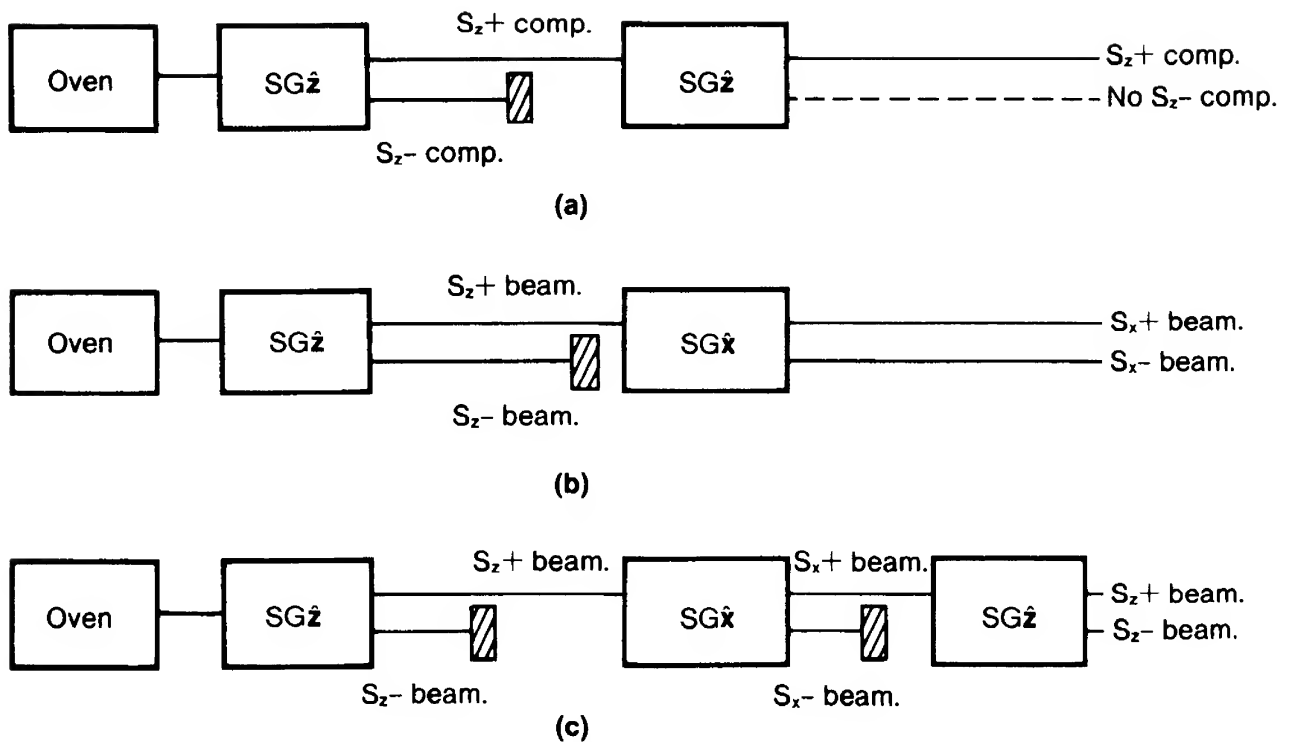 S_z+ comp.
Oven
SGẑ
SGẑ
S_z+ comp.
No S_z− comp.
S_z− comp.
(a)
S_z+ beam.
Oven
SGẑ
SGx̂
S_x+ beam.
S_x− beam.
S_z− beam.
(b)
S_z+ beam.
S_x+ beam.
Oven
SGẑ
SGx̂
SGẑ
S_z+ beam.
S_z− beam.
S_z− beam.
S_x− beam.
(c)